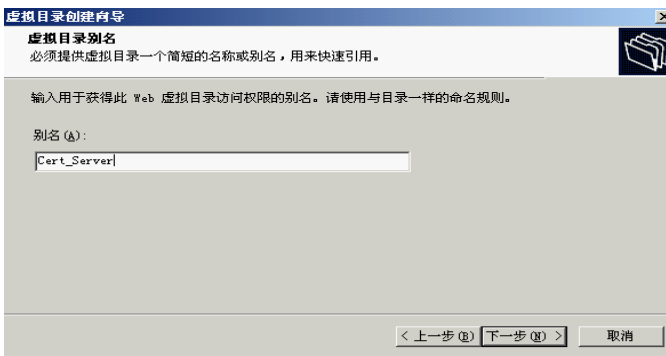 虚拟目录创建向导
虚拟目录别名
必须提供虚拟目录一个简短的名称或别名，用来快速引用。
输入用于获得此 Web 虚拟目录访问权限的别名。请使用与目录一样的命名规则。
别名(A):
Cert_Server
< 上一步(B) 下一步(N) > 取消